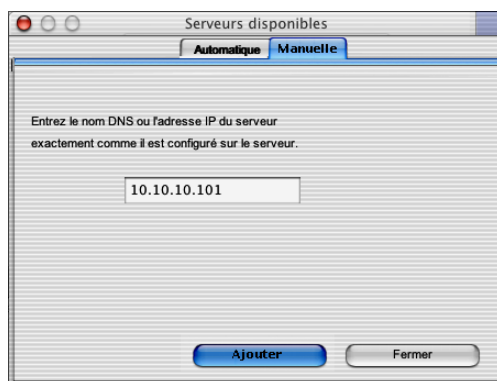 Serveurs disponibles
Automatique Manuelle
Entrez le nom DNS ou l'adresse IP du serveur
exactement comme il est configuré sur le serveur.
10.10.10.101
Ajouter Fermer